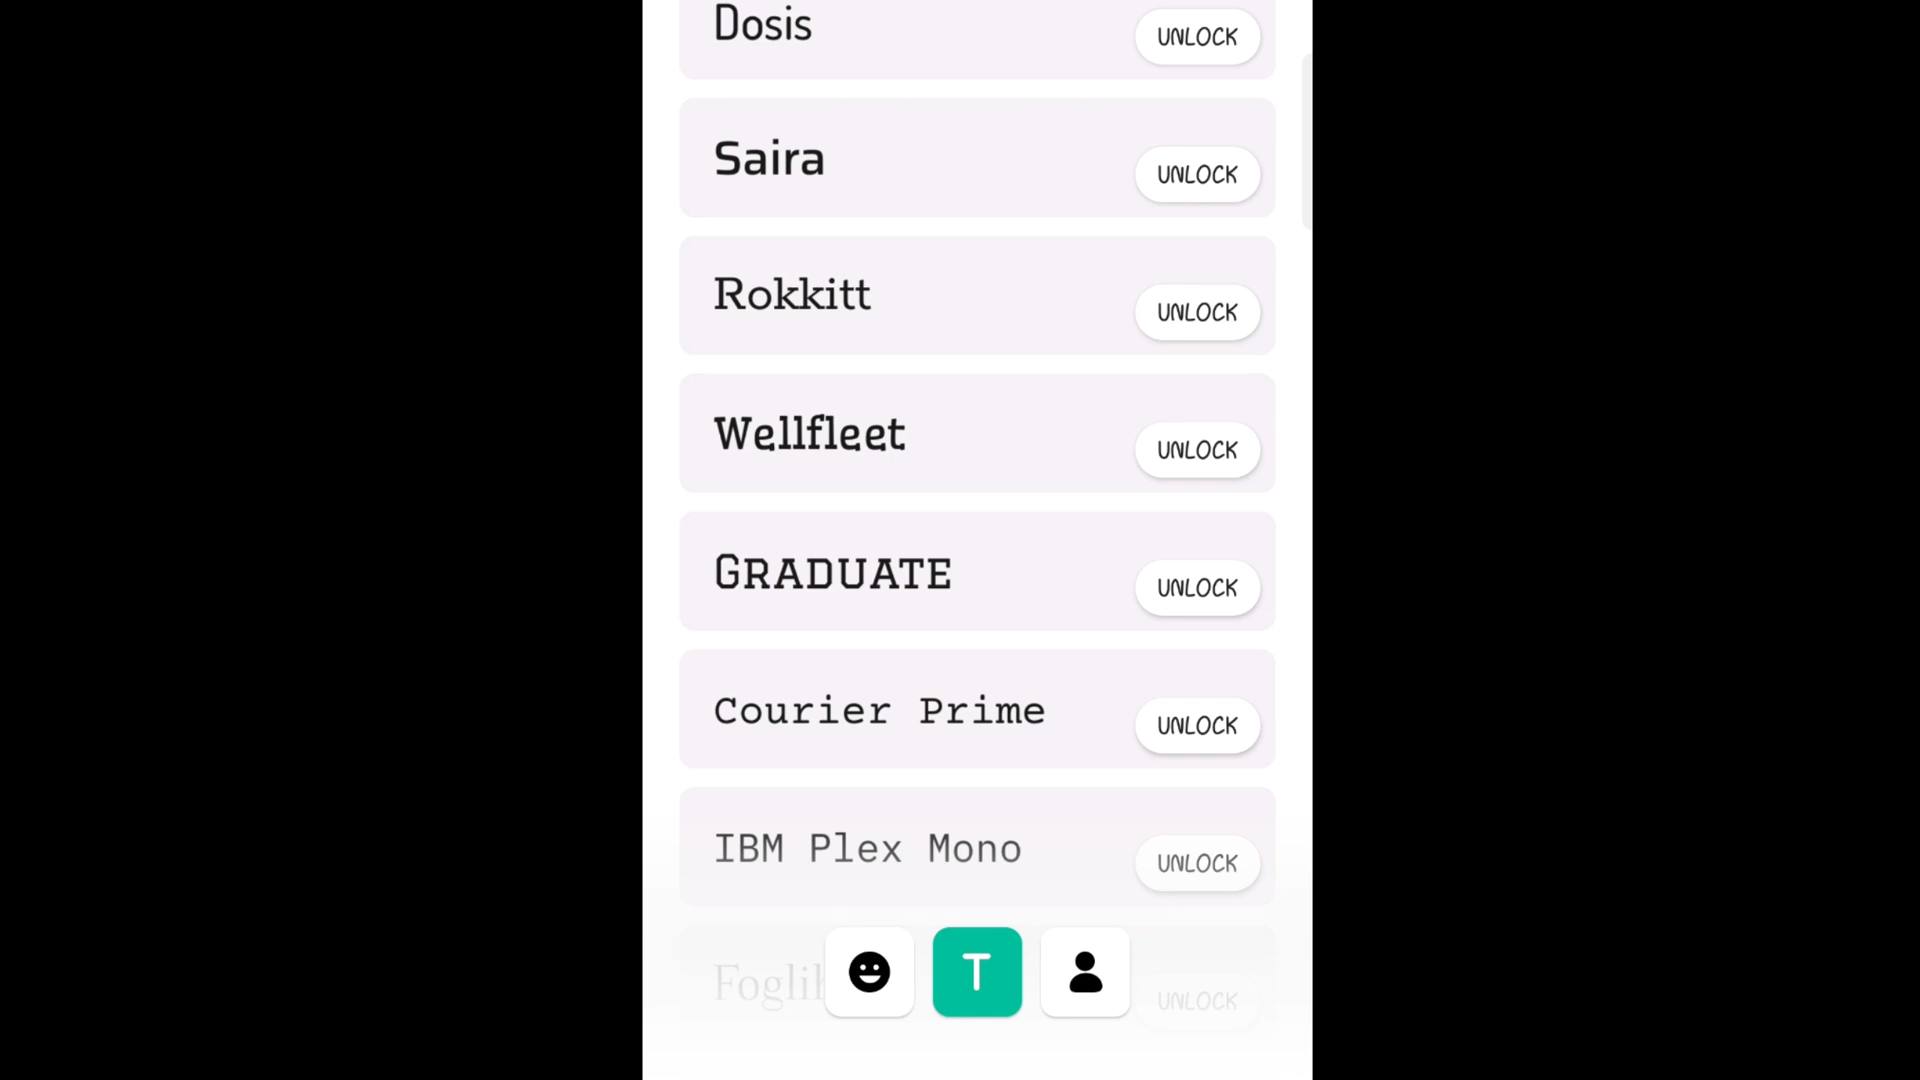 Dosis
UNLOCK
Saira
UNLOCK
Rokkitt
UNLOCK
Wellfleet
UNLOCK
GRADUATE
UNLOCK
Courier Prime
UNLOCK
IBM Plex Mono
UNLOCK
UNLOCK
T